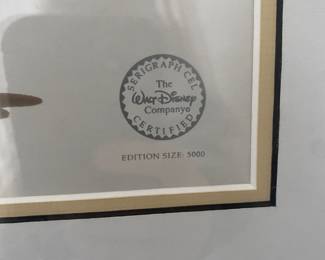 SERIGRAPH CEL
The
Walt Disney
Company©
CERTIFIED
EDITION SIZE: 5000